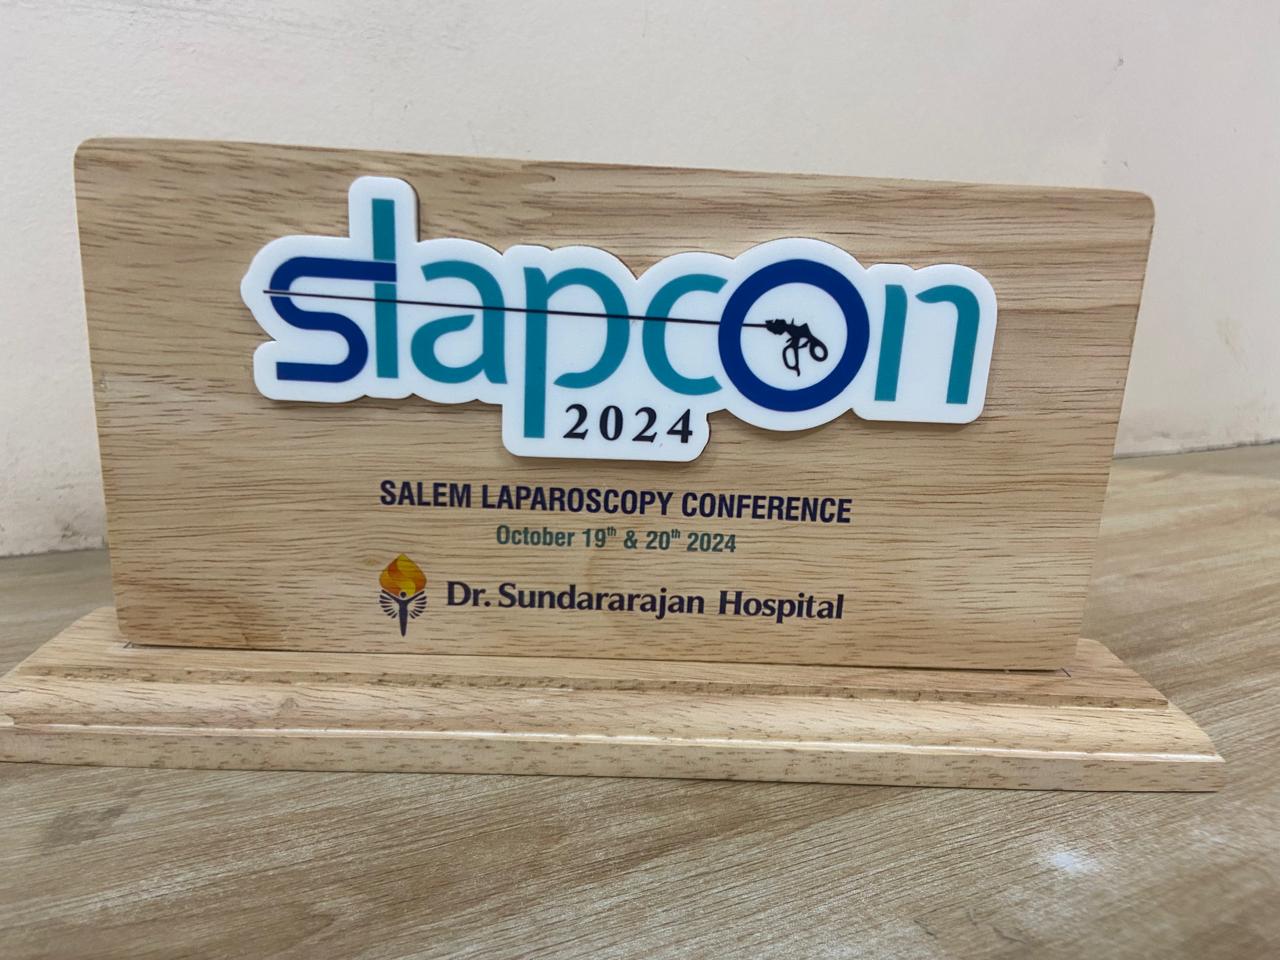 slapcon
2024
SALEM LAPAROSCOPY CONFERENCE
October 19th & 20th 2024
Dr. Sundararajan Hospital